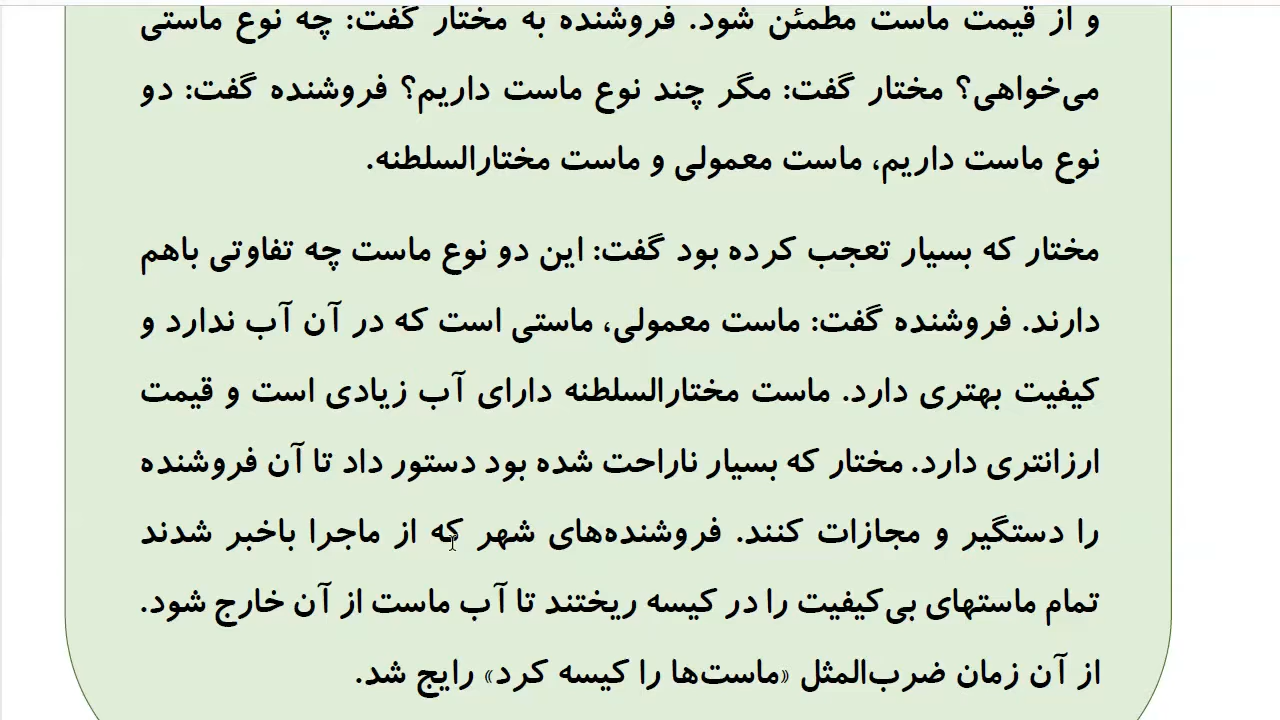 و از قیمت ماست مطمئن شود. فروشنده به مختار گفت: چه نوع ماستی
می‌خواهی؟ مختار گفت: مگر چند نوع ماست داریم؟ فروشنده گفت: دو
نوع ماست داریم، ماست معمولی و ماست مختارالسلطنه.
مختار که بسیار تعجب کرده بود گفت: این دو نوع ماست چه تفاوتی باهم
دارند. فروشنده گفت: ماست معمولی، ماستی است که در آن آب ندارد و
کیفیت بهتری دارد. ماست مختارالسلطنه دارای آب زیادی است و قیمت
ارزانتری دارد. مختار که بسیار ناراحت شده بود دستور داد تا آن فروشنده
را دستگیر و مجازات کنند. فروشنده‌های شهر که از ماجرا باخبر شدند
تمام ماستهای بی‌کیفیت را در کیسه ریختند تا آب ماست از آن خارج شود.
از آن زمان ضرب‌المثل «ماست‌ها را کیسه کرد» رایج شد.